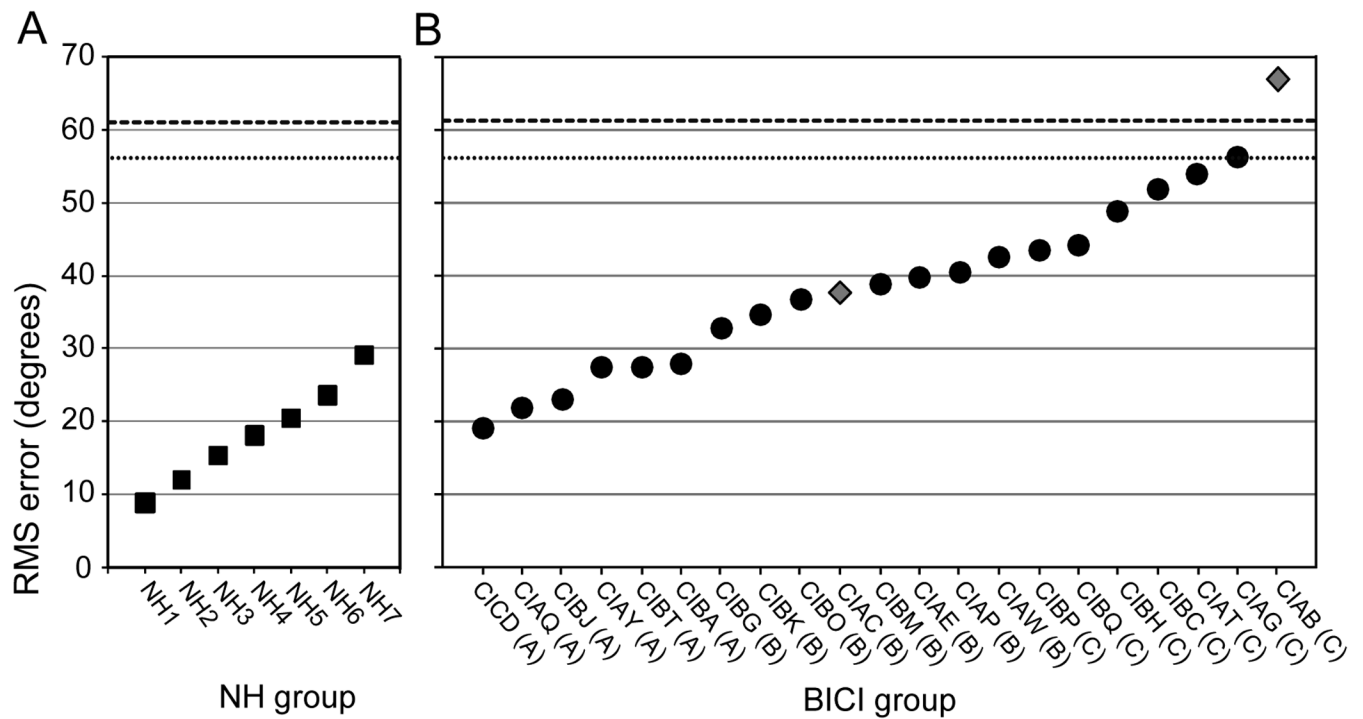 A
B
RMS error (degrees)
70
60
50
40
30
20
10
0
NH1
NH2
NH3
NH4
NH5
NH6
NH7
NH group
CICD (A)
CIAQ (A)
CIBJ (A)
CIAY (A)
CIBT (A)
CIBA (A)
CIBG (B)
CIBK (B)
CIBO (B)
CIAC (B)
CIBM (B)
CIAE (B)
CIAP (B)
CIAW (B)
CIBP (C)
CIBQ (C)
CIBH (C)
CIBC (C)
CIAT (C)
CIAG (C)
CIAB (C)
BICI group